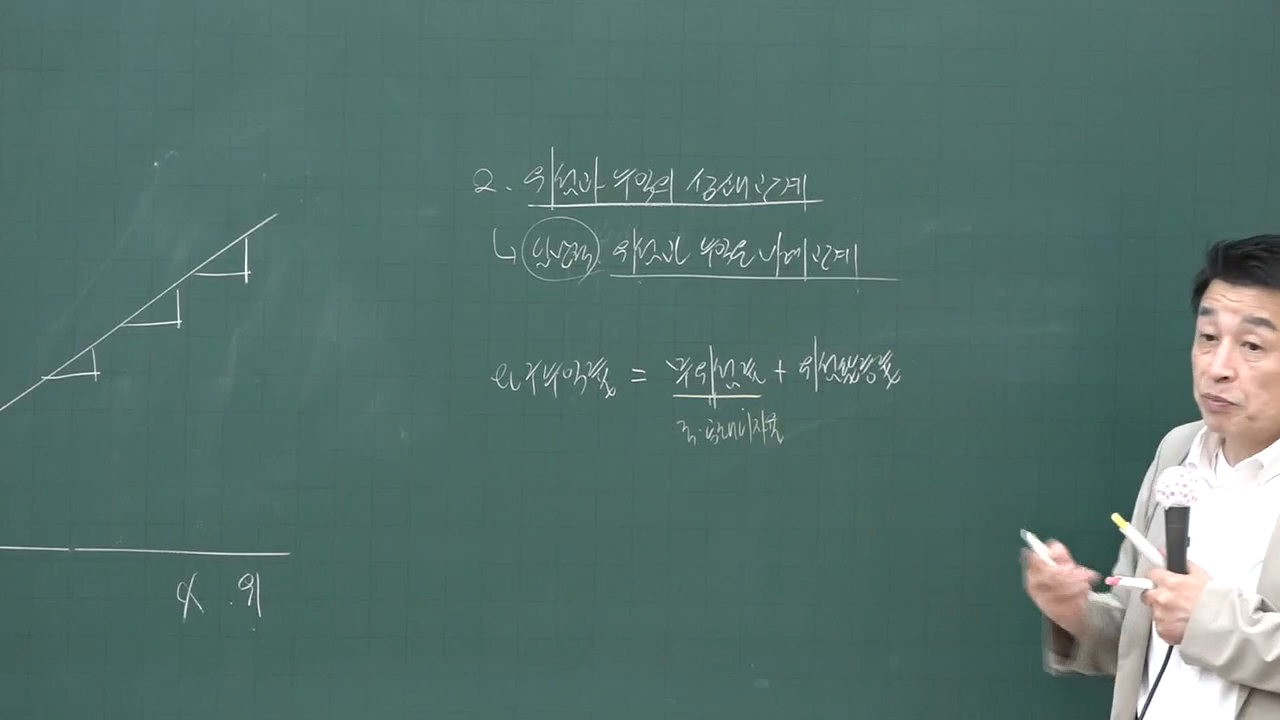 2. 위험과 수익의 상쇄관계
↳ 일반적 위험과 수익은 비례관계
요구수익률 = 무위험률 + 위험할증률
위